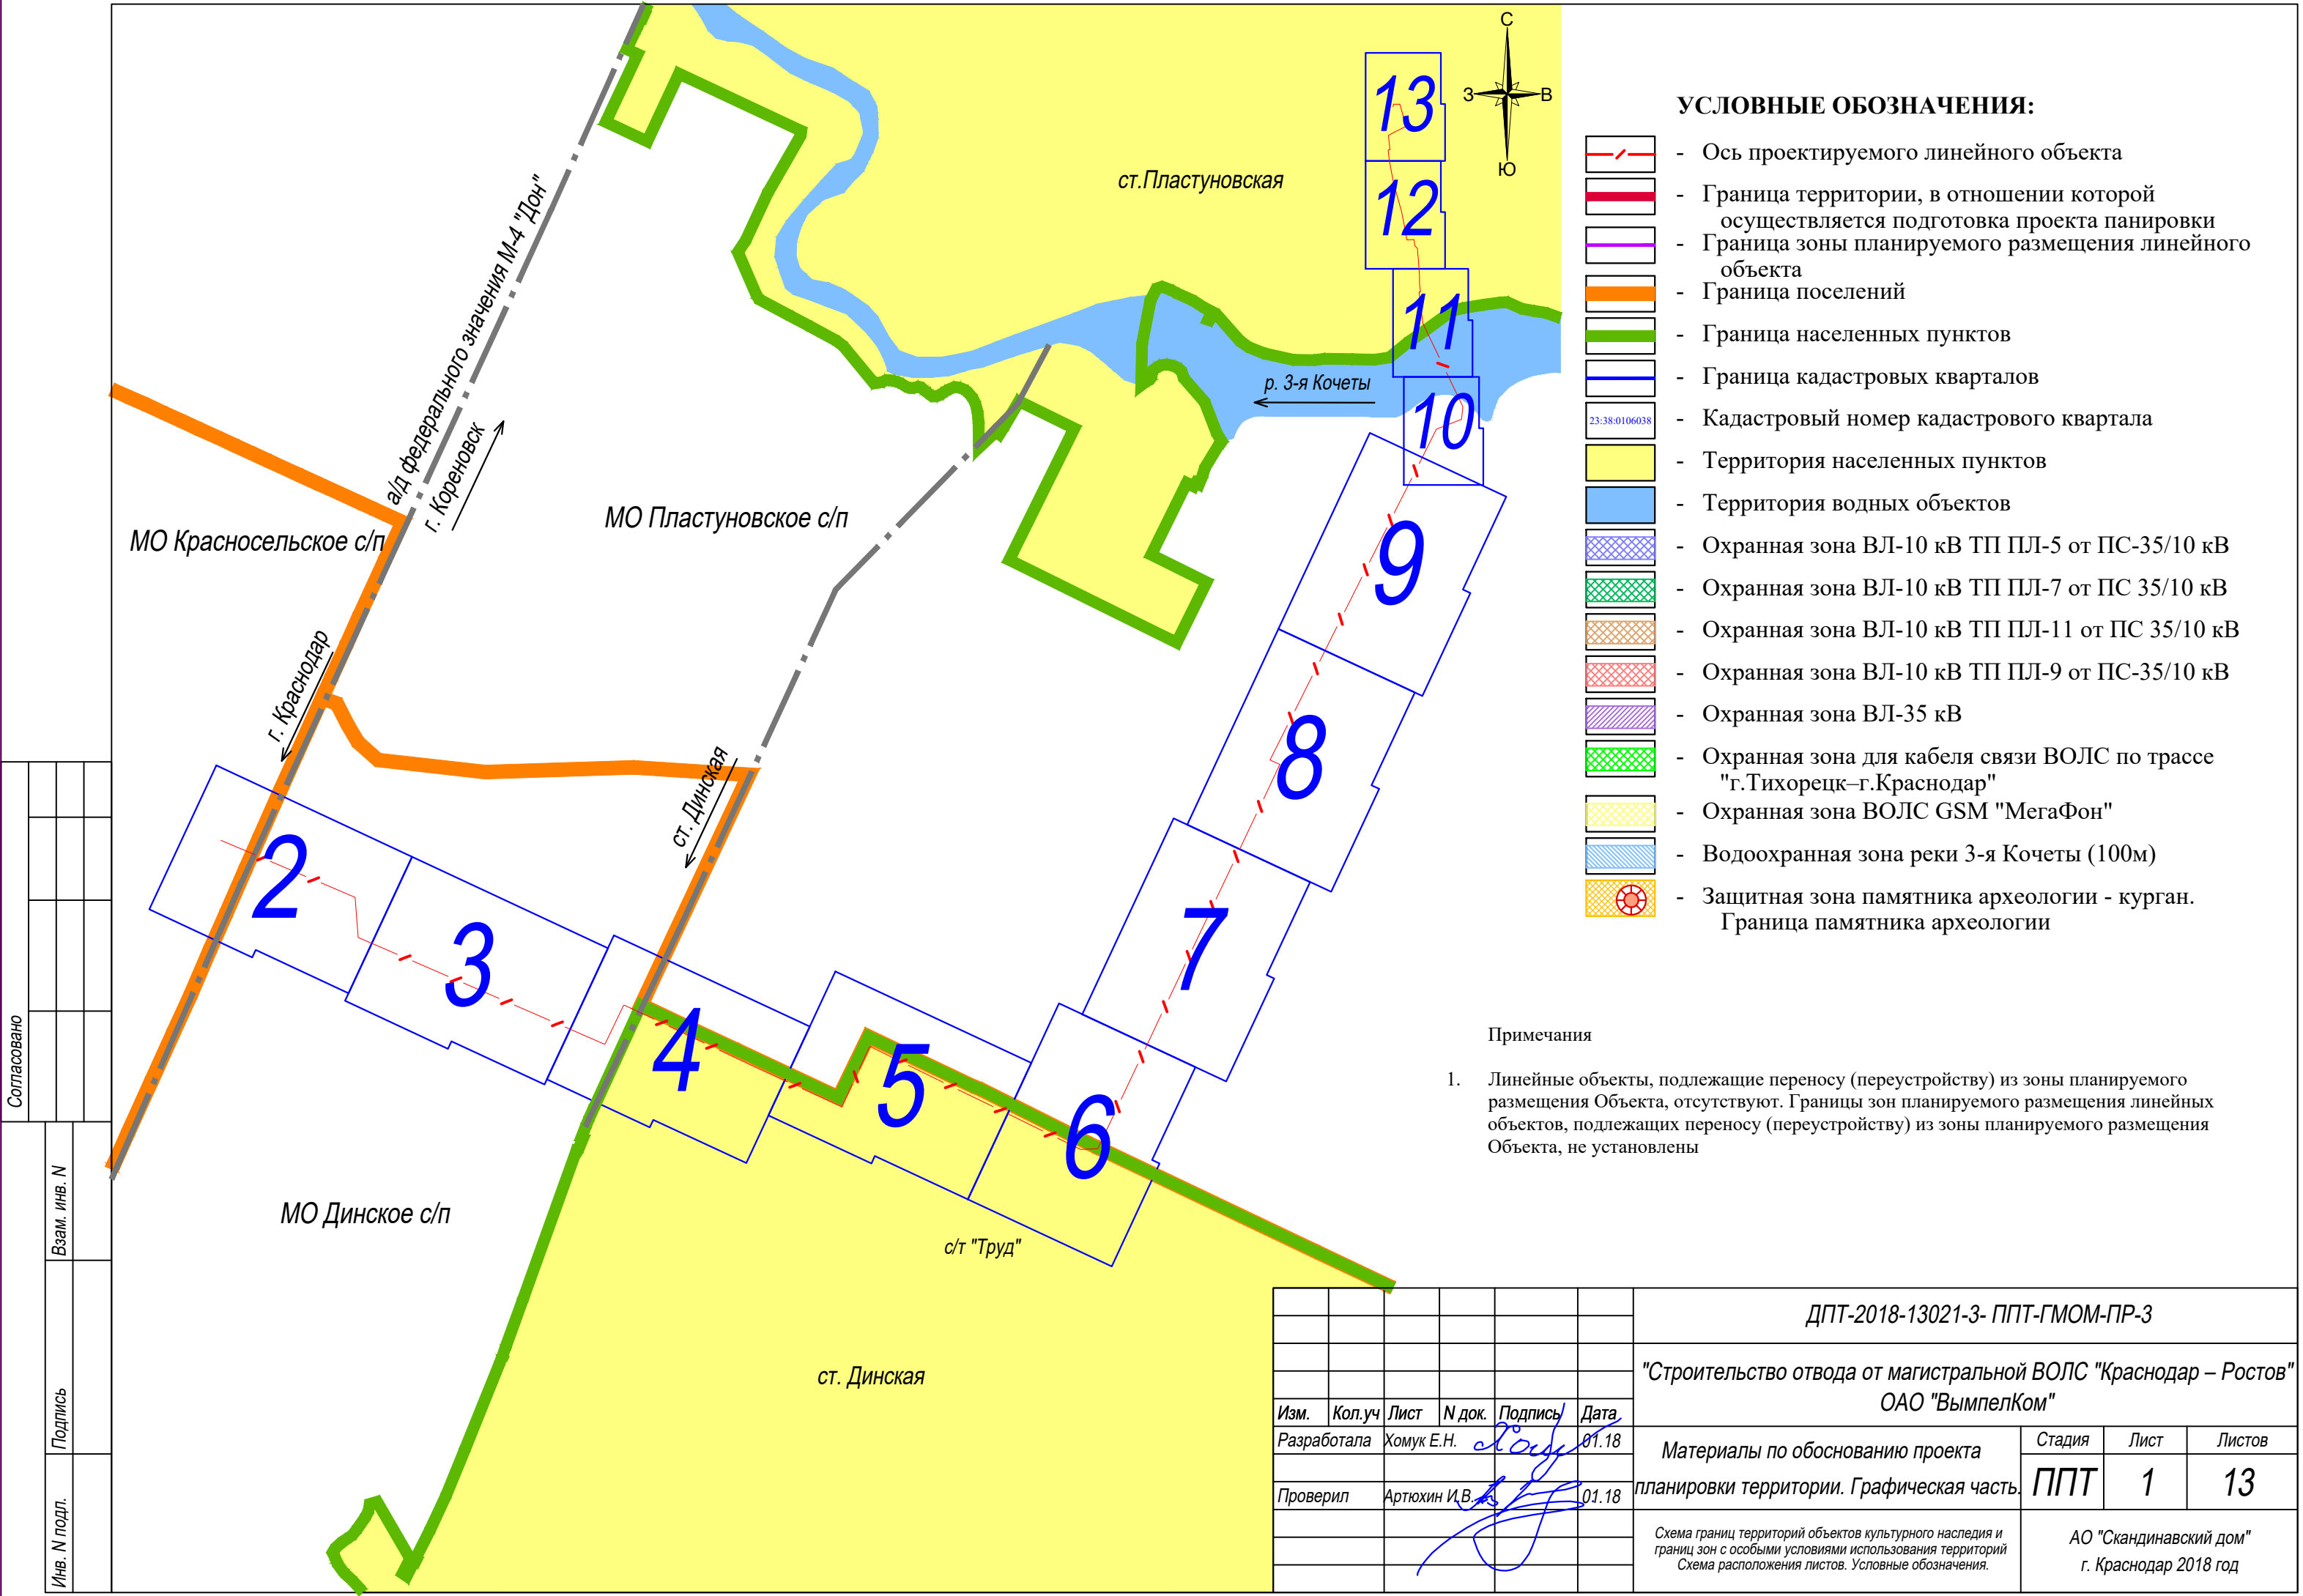 С
З
В
Ю
13
12
11
10
9
8
7
6
5
4
3
2
ст.Пластуновская
а/д федерального значения М-4 "Дон"
г. Кореновск
р. 3-я Кочеты
МО Красносельское с/п
МО Пластуновское с/п
г. Краснодар
ст. Динская
МО Динское с/п
с/т "Труд"
ст. Динская
УСЛОВНЫЕ ОБОЗНАЧЕНИЯ:
- Ось проектируемого линейного объекта
- Граница территории, в отношении которой
осуществляется подготовка проекта панировки
- Граница зоны планируемого размещения линейного
объекта
- Граница поселений
- Граница населенных пунктов
- Граница кадастровых кварталов
23:38:0106038 - Кадастровый номер кадастрового квартала
- Территория населенных пунктов
- Территория водных объектов
- Охранная зона ВЛ-10 кВ ТП ПЛ-5 от ПС-35/10 кВ
- Охранная зона ВЛ-10 кВ ТП ПЛ-7 от ПС 35/10 кВ
- Охранная зона ВЛ-10 кВ ТП ПЛ-11 от ПС 35/10 кВ
- Охранная зона ВЛ-10 кВ ТП ПЛ-9 от ПС-35/10 кВ
- Охранная зона ВЛ-35 кВ
- Охранная зона для кабеля связи ВОЛС по трассе
"г.Тихорецк–г.Краснодар"
- Охранная зона ВОЛС GSM "МегаФон"
- Водоохранная зона реки 3-я Кочеты (100м)
- Защитная зона памятника археологии - курган.
Граница памятника археологии
Примечания
1. Линейные объекты, подлежащие переносу (переустройству) из зоны планируемого
размещения Объекта, отсутствуют. Границы зон планируемого размещения линейных
объектов, подлежащих переносу (переустройству) из зоны планируемого размещения
Объекта, не установлены
Согласовано
Взам. инв. N
Подпись
Инв. N подл.
ДПТ-2018-13021-3- ППТ-ГМОМ-ПР-3
"Строительство отвода от магистральной ВОЛС "Краснодар – Ростов"
ОАО "ВымпелКом"
Изм. Кол.уч Лист N док. Подпись Дата
Разработала Хомук Е.Н. 01.18
Проверил Артюхин И.В. 01.18
Материалы по обоснованию проекта
планировки территории. Графическая часть.
Стадия Лист Листов
ППТ 1 13
Схема границ территорий объектов культурного наследия и
границ зон с особыми условиями использования территорий
Схема расположения листов. Условные обозначения.
АО "Скандинавский дом"
г. Краснодар 2018 год